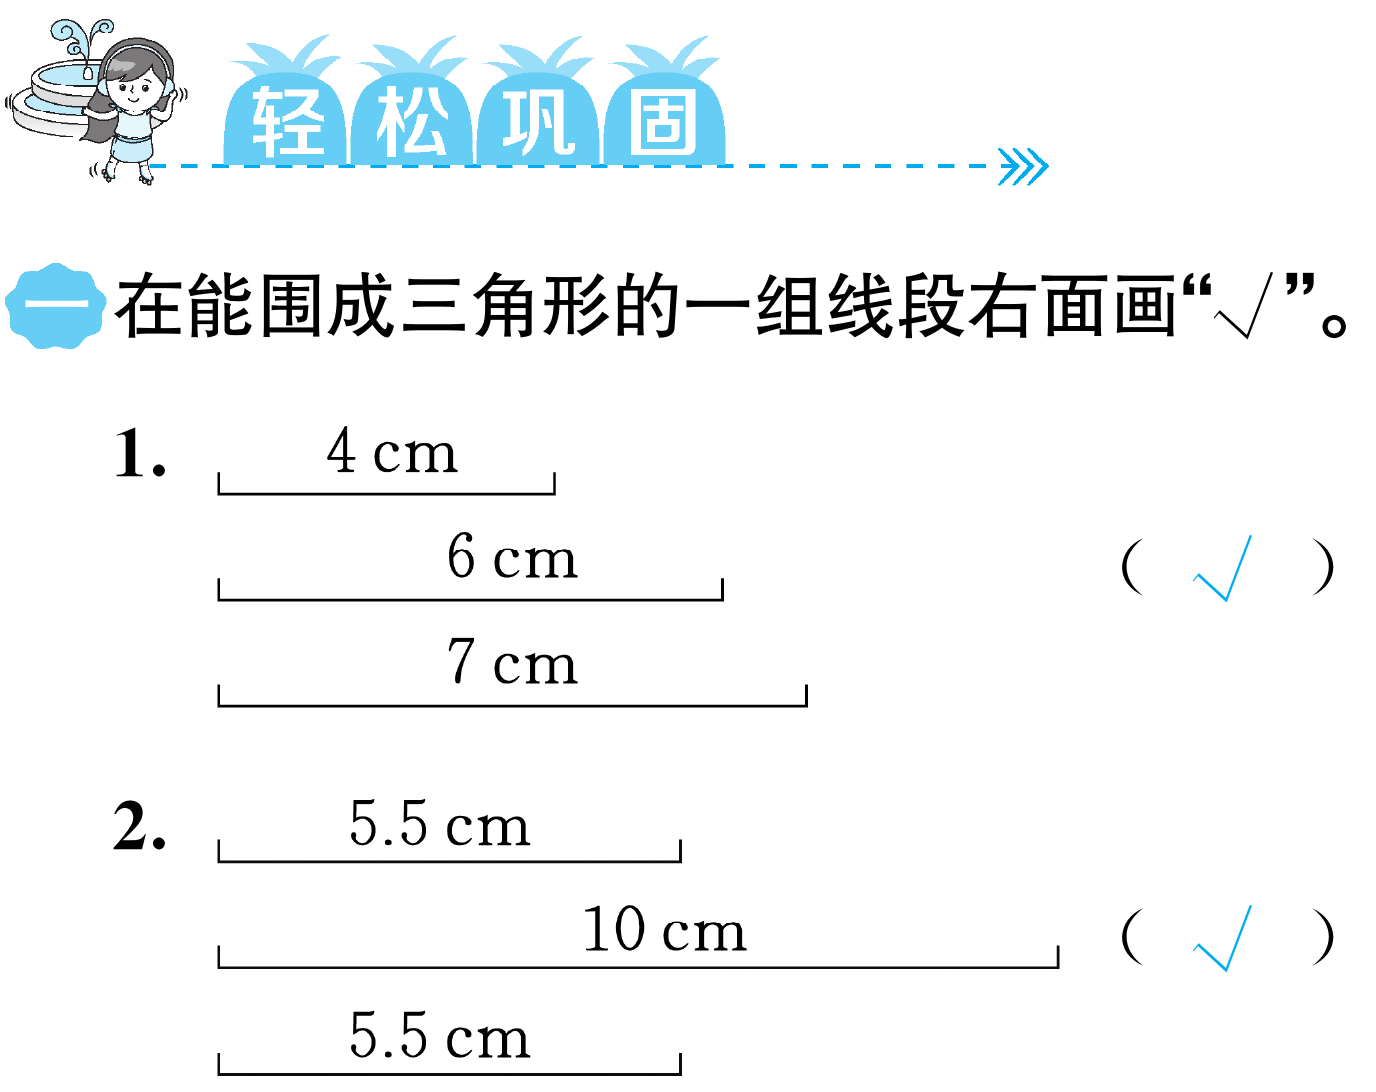 轻松巩固
一 在能围成三角形的一组线段右面画“√”。
1. 4 cm
6 cm ( √ )
7 cm
2. 5.5 cm
10 cm ( √ )
5.5 cm